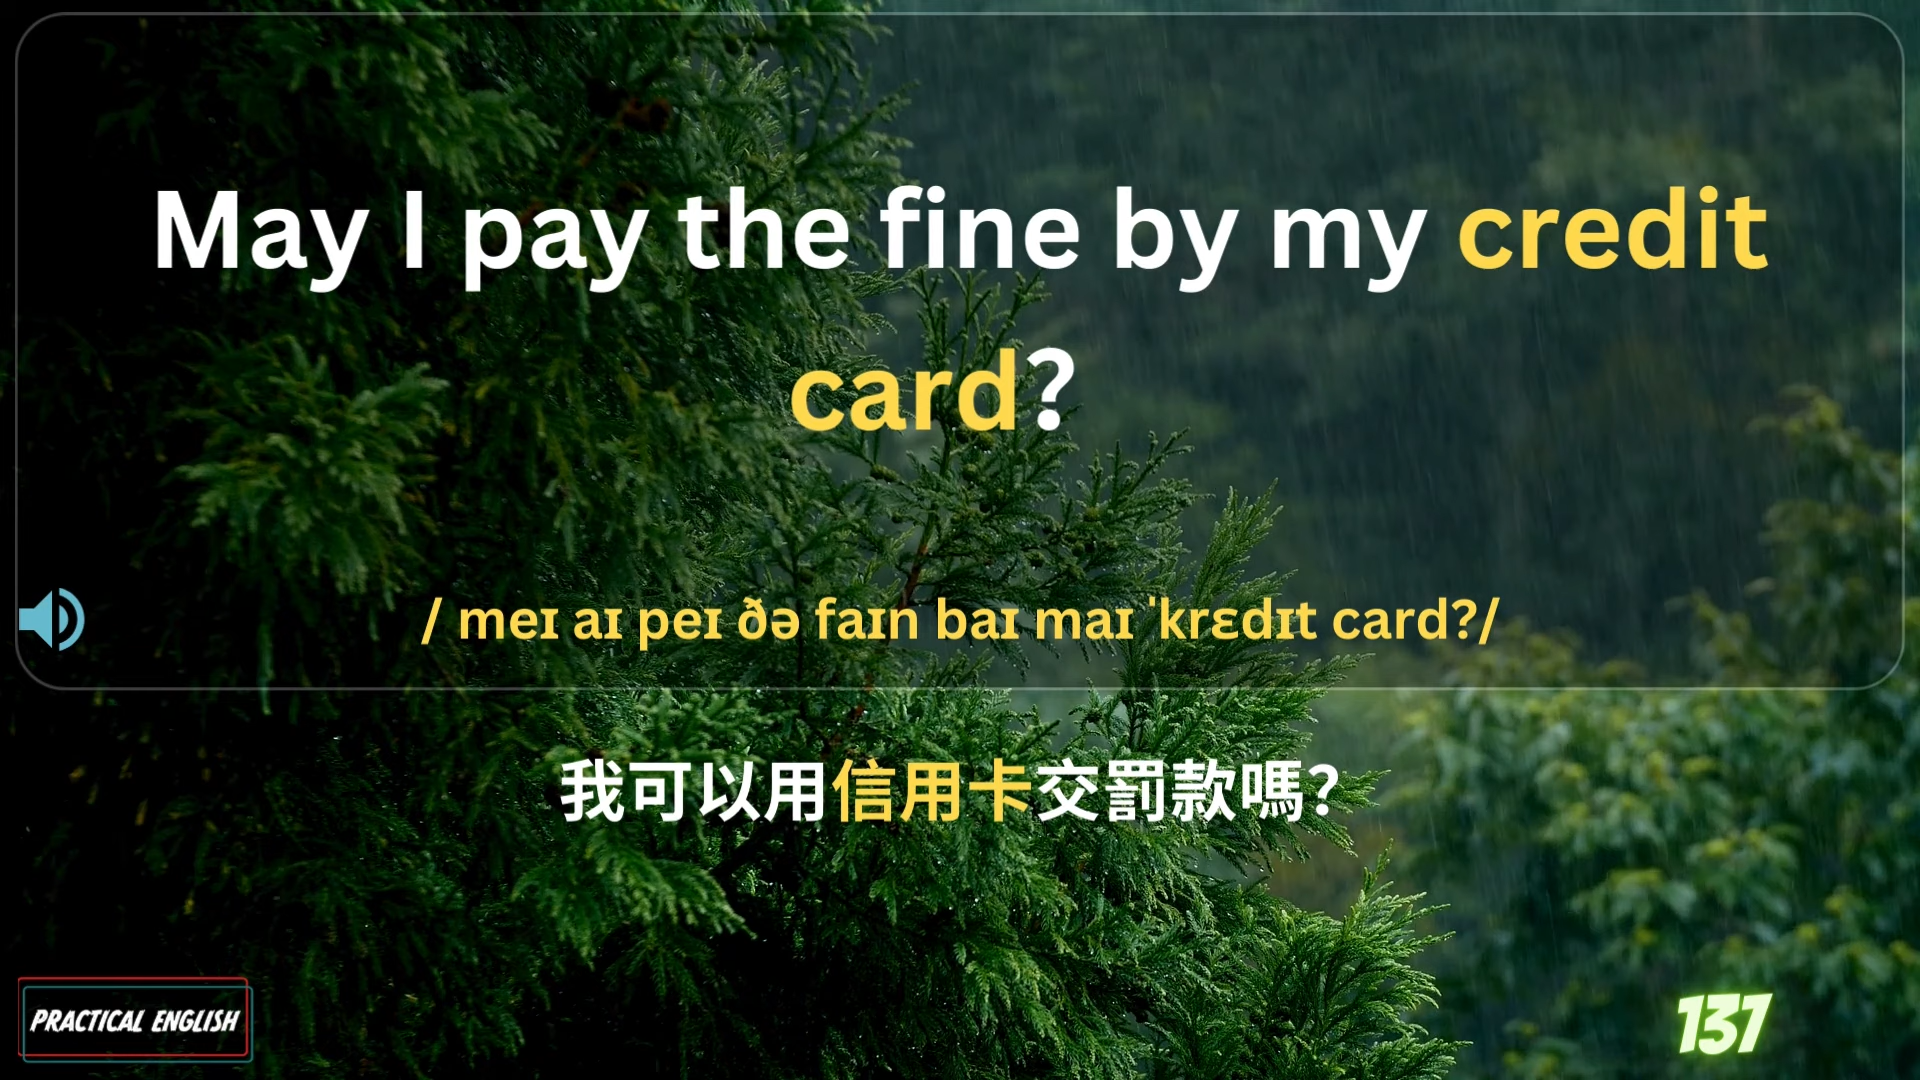 May I pay the fine by my credit
card?
/ meɪ aɪ peɪ ðə faɪn baɪ maɪ ˈkrɛdɪt card?/
我可以用信用卡交罰款嗎?
PRACTICAL ENGLISH
137